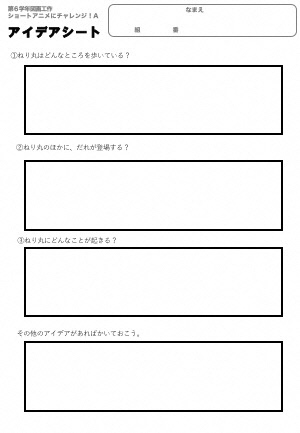 第6学年図画工作
ショートアニメにチャレンジ！A
アイデアシート
なまえ
組 番
①ねり丸はどんなところを歩いている？
②ねり丸のほかに、だれが登場する？
③ねり丸にどんなことが起きる？
その他のアイデアがあればかいておこう。